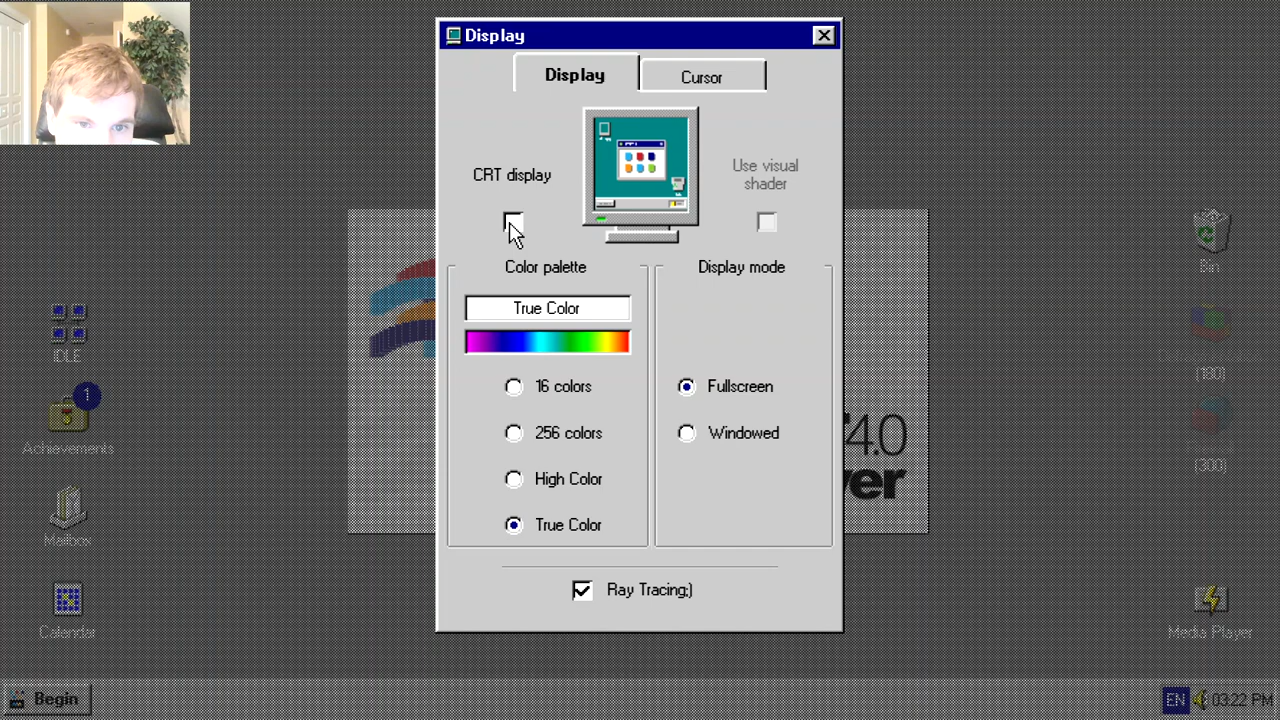 Display
Display
Cursor
CRT display
Use visual
shader
Color palette
Display mode
True Color
16 colors
256 colors
High Color
True Color
Fullscreen
Windowed
Ray Tracing;)
IDLE
1
Achievements
Mailbox
Calendar
Bin
4.0
ver
Media Player
Begin
EN
03:22 PM